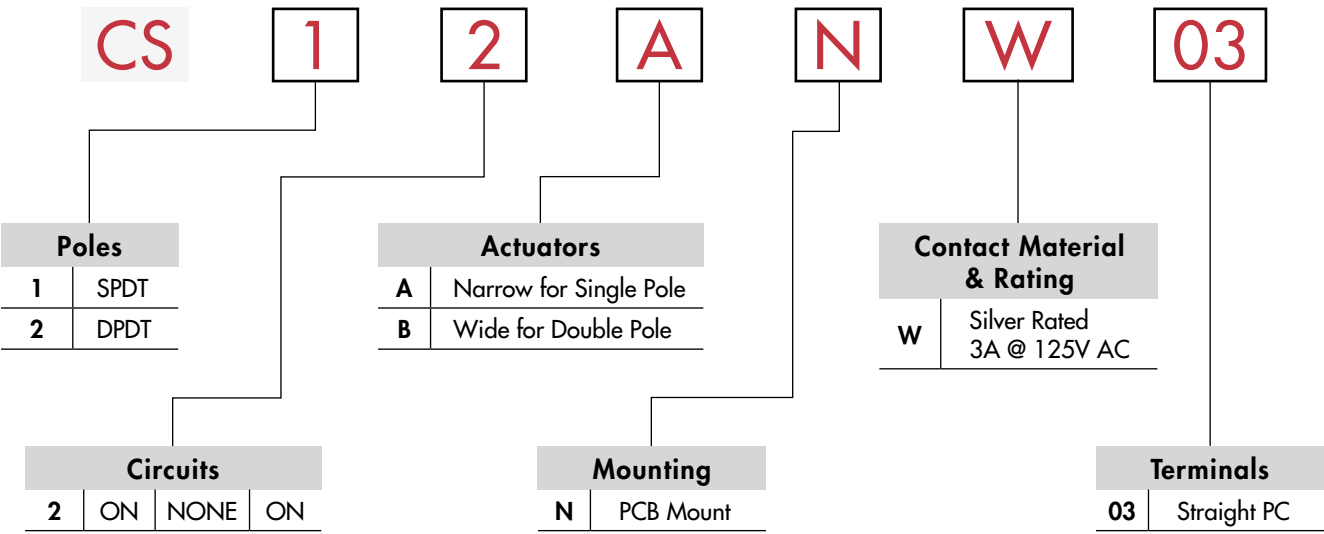 CS 1 2 A N W 03
Poles
1 SPDT
2 DPDT
Actuators
A Narrow for Single Pole
B Wide for Double Pole
Contact Material
& Rating
W Silver Rated
3A @ 125V AC
Circuits
2 ON NONE ON
Mounting
N PCB Mount
Terminals
03 Straight PC